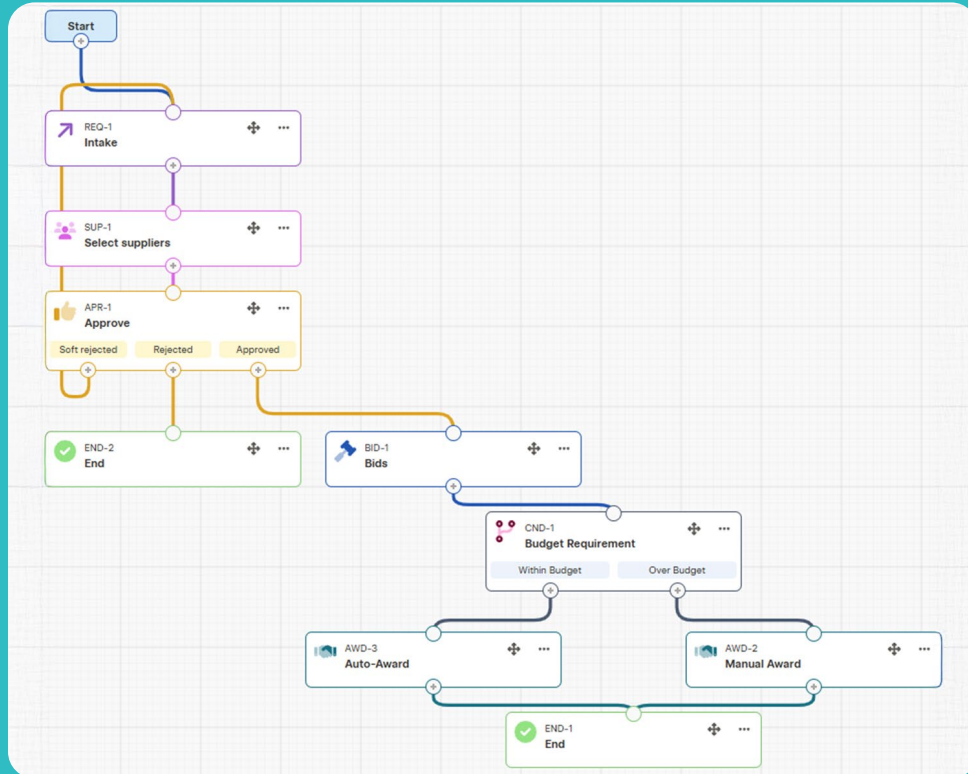 Start
REQ-1
Intake
SUP-1
Select suppliers
APR-1
Approve
Soft rejected
Rejected
Approved
END-2
End
BID-1
Bids
CND-1
Budget Requirement
Within Budget
Over Budget
AWD-3
Auto-Award
AWD-2
Manual Award
END-1
End